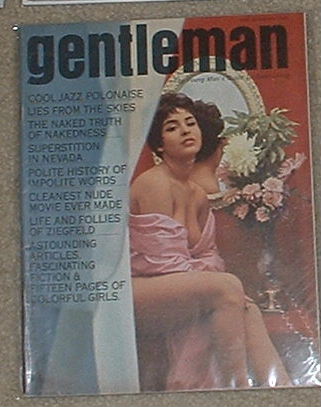 gentleman
COOL JAZZ POLONAISE
LIES FROM THE SKIES
THE NAKED TRUTH
OF NAKEDNESS
SUPERSTITION
IN NEVADA
POLITE HISTORY OF
IMPOLITE WORDS
CLEANEST NUDE
MOVIE EVER MADE
LIFE AND FOLLIES
OF ZIEGFELD
ASTOUNDING
ARTICLES,
FASCINATING
FICTION &
FIFTEEN PAGES OF
COLORFUL GIRLS.